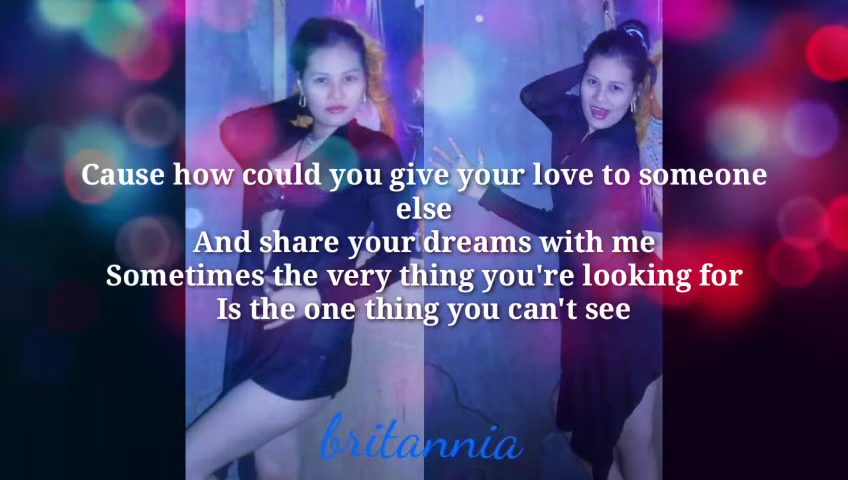 Cause how could you give your love to someone
else
And share your dreams with me
Sometimes the very thing you're looking for
Is the one thing you can't see
britannia